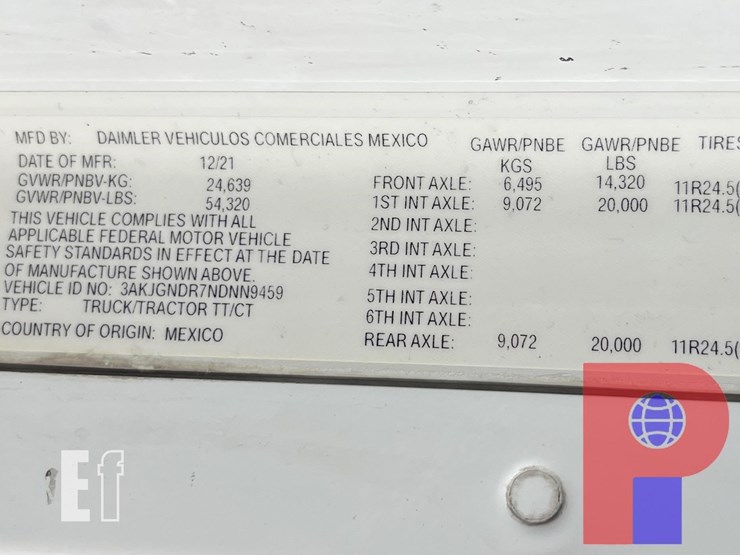 MFD BY: DAIMLER VEHICULOS COMERCIALES MEXICO GAWR/PNBE GAWR/PNBE TIRES
DATE OF MFR: 12/21 KGS LBS
GVWR/PNBV-KG: 24,639 FRONT AXLE: 6,495 14,320 11R24.5(
GVWR/PNBV-LBS: 54,320 1ST INT AXLE: 9,072 20,000 11R24.5(
THIS VEHICLE COMPLIES WITH ALL 2ND INT AXLE:
APPLICABLE FEDERAL MOTOR VEHICLE 3RD INT AXLE:
SAFETY STANDARDS IN EFFECT AT THE DATE
OF MANUFACTURE SHOWN ABOVE. 4TH INT AXLE:
VEHICLE ID NO: 3AKJGNDR7NDNN9459 5TH INT AXLE:
TYPE: TRUCK/TRACTOR TT/CT 6TH INT AXLE:
COUNTRY OF ORIGIN: MEXICO REAR AXLE: 9,072 20,000 11R24.5(
Ef
P